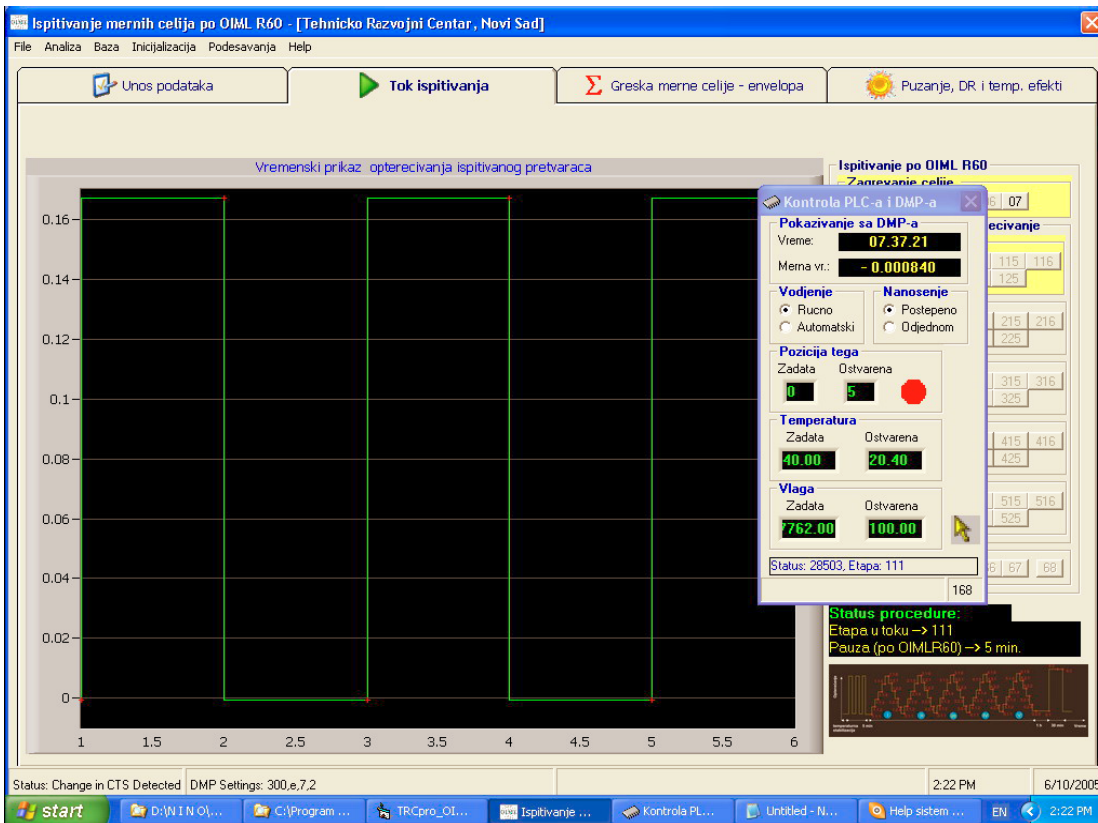 Ispitivanje mernih celija po OIML R60 - [Tehnicko Razvojni Centar, Novi Sad]
File Analiza Baza Inicijalizacija Podesavanja Help
Unos podataka
Tok ispitivanja
Greska merne celije - envelopa
Puzanje, DR i temp. efekti
Vremenski prikaz opterecivanja ispitivanog pretvaraca
0.16
0.14
0.12
0.1
0.08
0.06
0.04
0.02
0
1 1.5 2 2.5 3 3.5 4 4.5 5 5.5 6
Ispitivanje po OIML R60
Zagrevanje celije
07
ecivanje
115 116
125
215 216
225
315 316
325
415 416
425
515 516
525
67 68
Kontrola PLC-a i DMP-a
Pokazivanje sa DMP-a
Vreme: 07.37.21
Merna vr.: - 0.000840
Vodjenje
Rucno
Automatski
Nanosenje
Postepeno
Odjednom
Pozicija tega
Zadata Ostvarena
0 5
Temperatura
Zadata Ostvarena
40.00 20.40
Vlaga
Zadata Ostvarena
7762.00 100.00
Status: 28503, Etapa: 111
168
Status procedure:
Etapa u toku --> 111
Pauza (po OIMLR60) --> 5 min.
Status: Change in CTS Detected DMP Settings: 300,e,7,2 2:22 PM 6/10/2005
start D:\N I N O\... C:\Program ... TRCpro_OI... Ispitivanje ... Kontrola PL... Untitled - N... Help sistem ... EN 2:22 PM